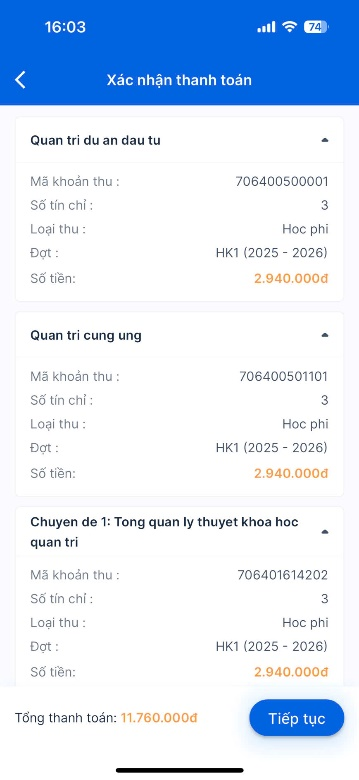 16:03
74
Xác nhận thanh toán
Quan tri du an dau tu
Mã khoản thu : 706400500001
Số tín chỉ : 3
Loại thu : Hoc phi
Đợt : HK1 (2025 - 2026)
Số tiền: 2.940.000đ
Quan tri cung ung
Mã khoản thu : 706400501101
Số tín chỉ : 3
Loại thu : Hoc phi
Đợt : HK1 (2025 - 2026)
Số tiền: 2.940.000đ
Chuyen de 1: Tong quan ly thuyet khoa hoc
quan tri
Mã khoản thu : 706401614202
Số tín chỉ : 3
Loại thu : Hoc phi
Đợt : HK1 (2025 - 2026)
Số tiền: 2.940.000đ
Tổng thanh toán: 11.760.000đ
Tiếp tục